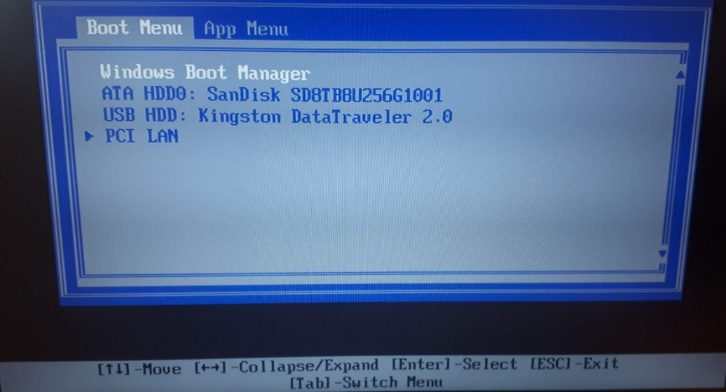 Boot Menu App Menu
Windows Boot Manager
ATA HDD0: SanDisk SD8TB8U256G1001
USB HDD: Kingston DataTraveler 2.0
PCI LAN
[↑↓]-Move [←→]-Collapse/Expand [Enter]-Select [ESC]-Exit
[Tab]-Switch Menu